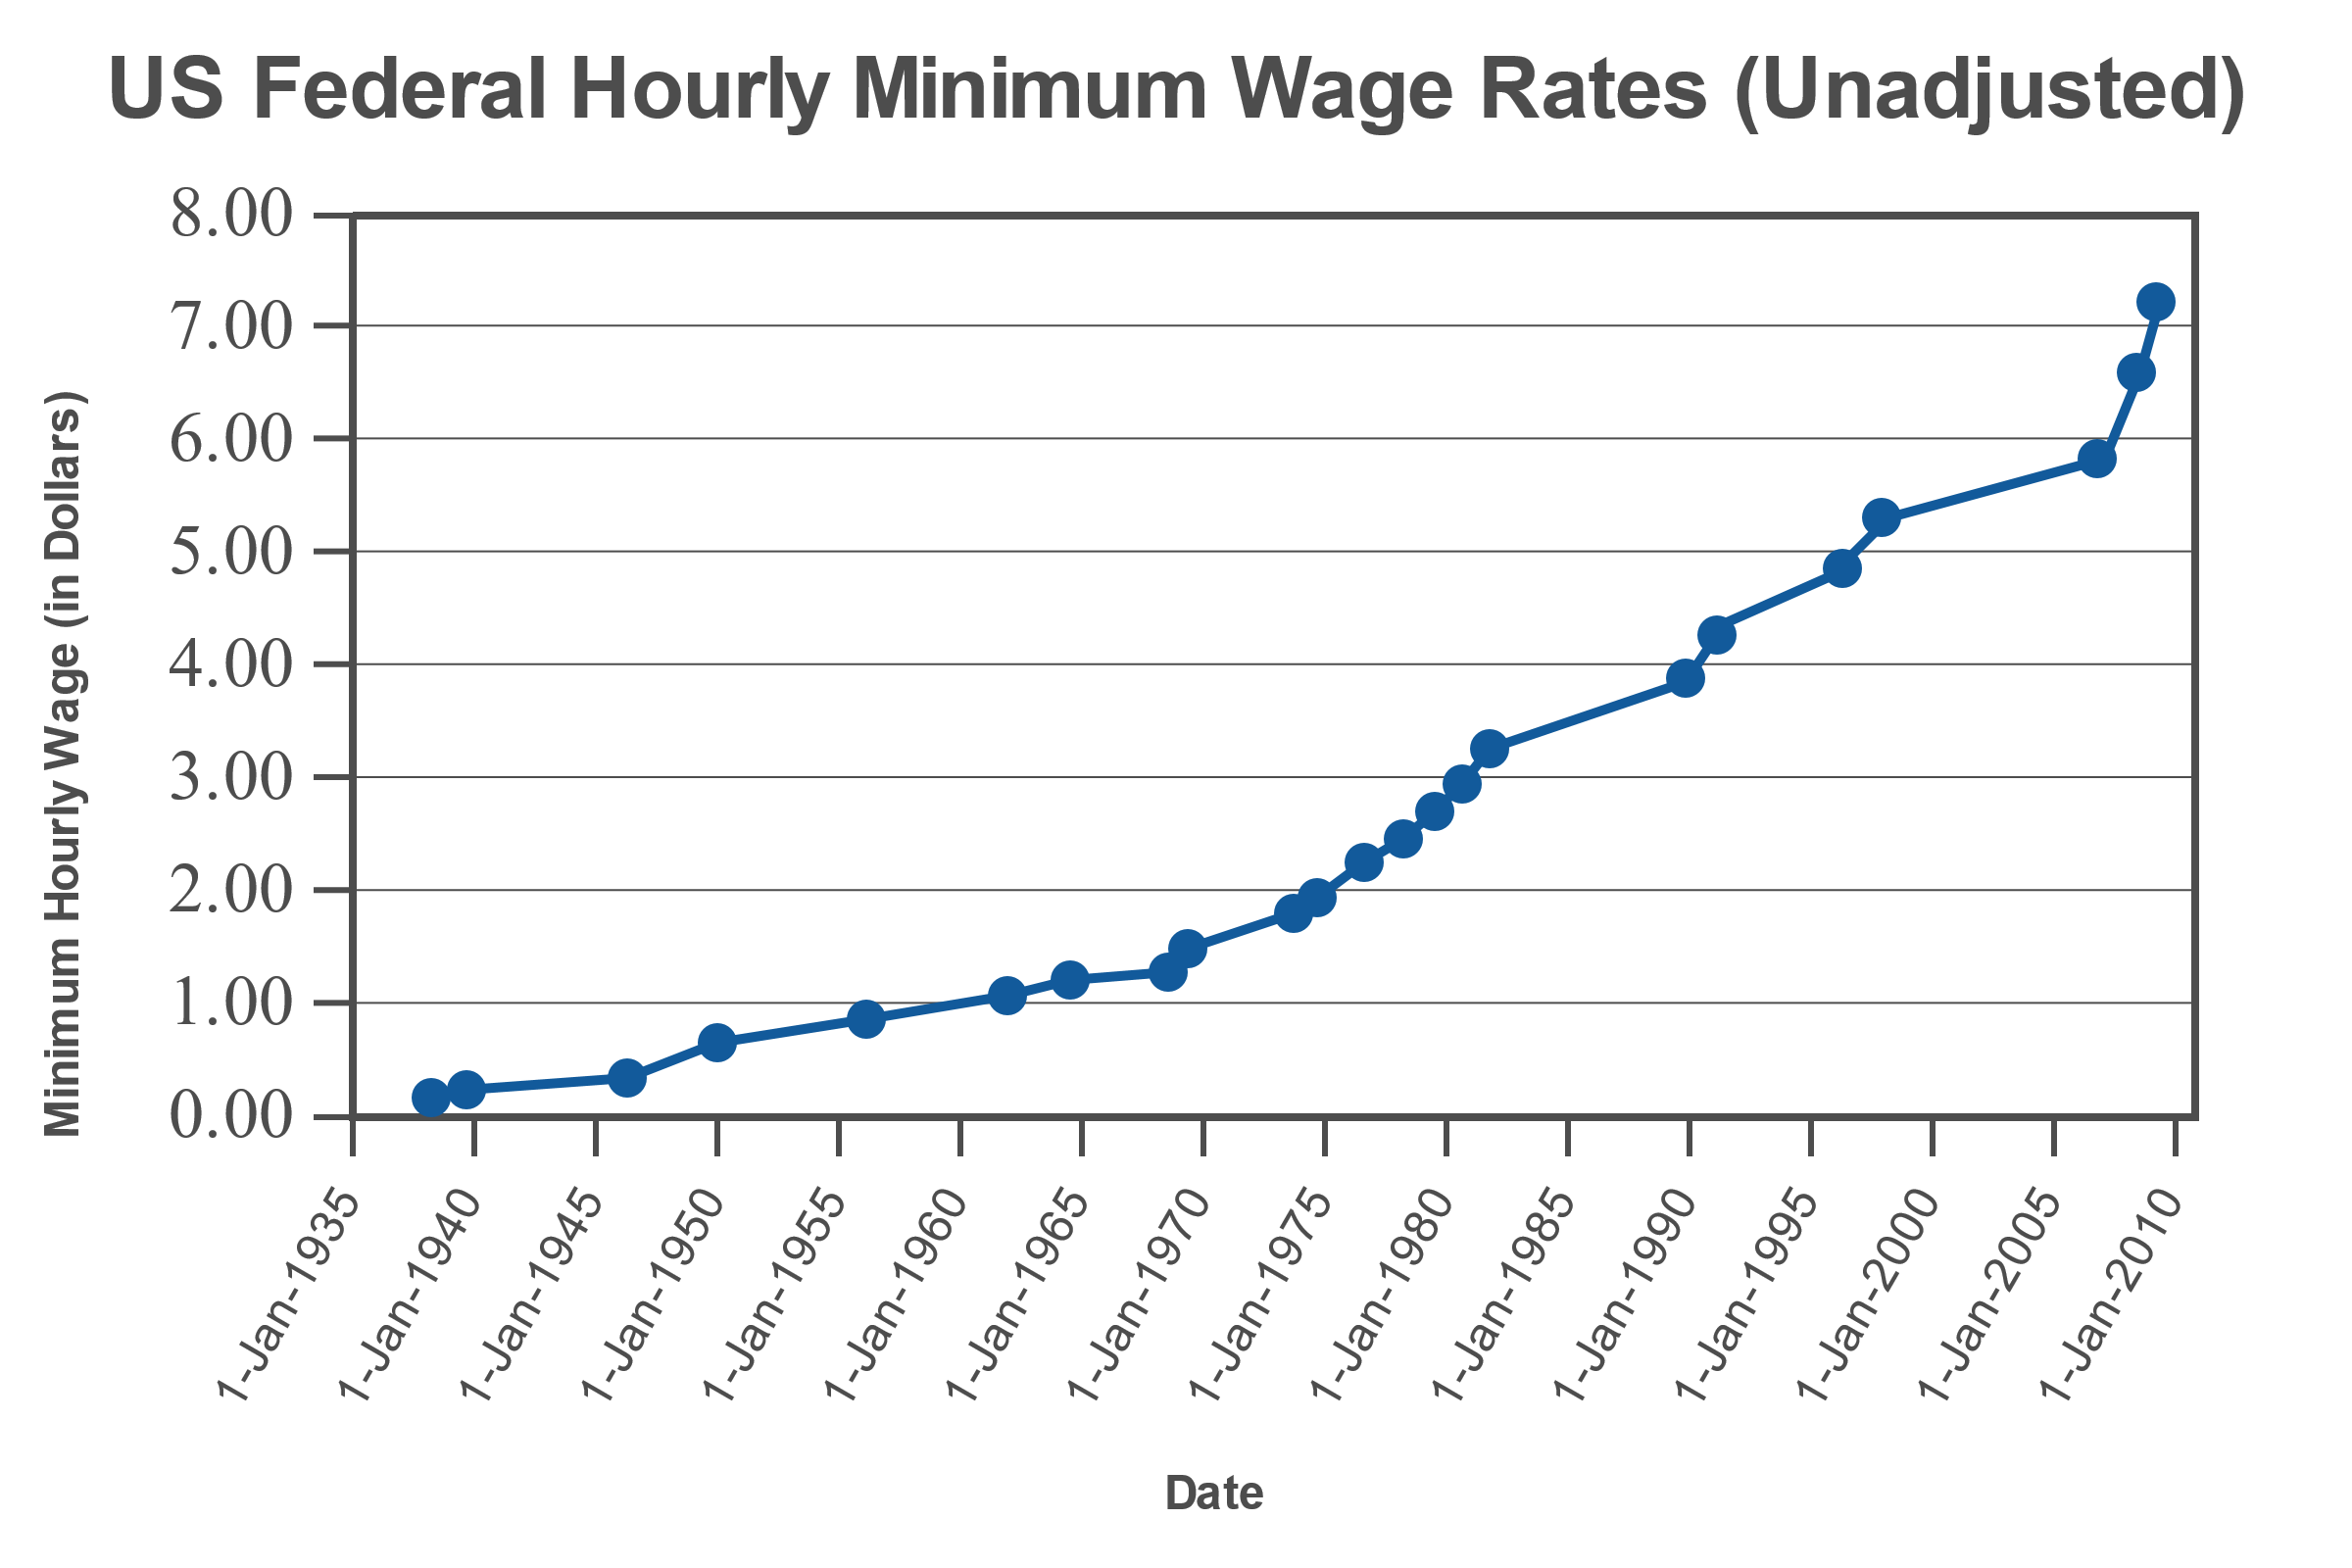 US Federal Hourly Minimum Wage Rates (Unadjusted)
Minimum Hourly Wage (in Dollars)
8.00
7.00
6.00
5.00
4.00
3.00
2.00
1.00
0.00
1-Jan-1935
1-Jan-1940
1-Jan-1945
1-Jan-1950
1-Jan-1955
1-Jan-1960
1-Jan-1965
1-Jan-1970
1-Jan-1975
1-Jan-1980
1-Jan-1985
1-Jan-1990
1-Jan-1995
1-Jan-2000
1-Jan-2005
1-Jan-2010
Date